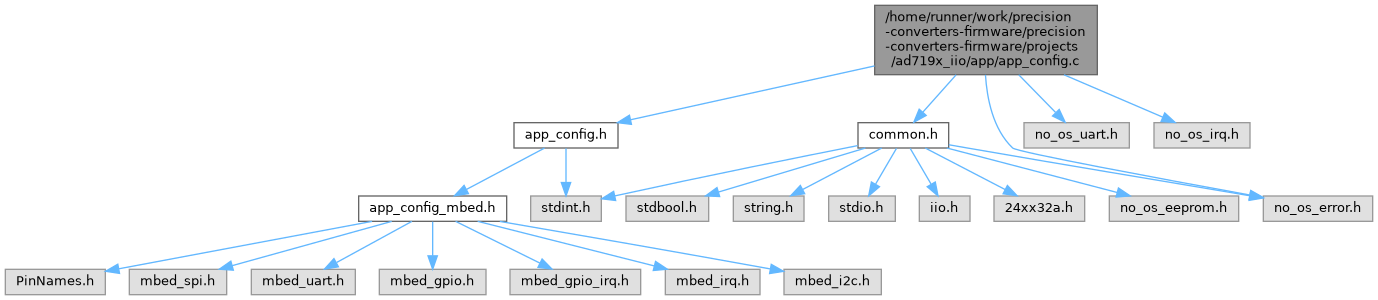 /home/runner/work/precision
-converters-firmware/precision
-converters-firmware/projects
/ad719x_iio/app/app_config.c
app_config.h
common.h
no_os_uart.h
no_os_irq.h
app_config_mbed.h
stdint.h
stdbool.h
string.h
stdio.h
iio.h
24xx32a.h
no_os_eeprom.h
no_os_error.h
PinNames.h
mbed_spi.h
mbed_uart.h
mbed_gpio.h
mbed_gpio_irq.h
mbed_irq.h
mbed_i2c.h